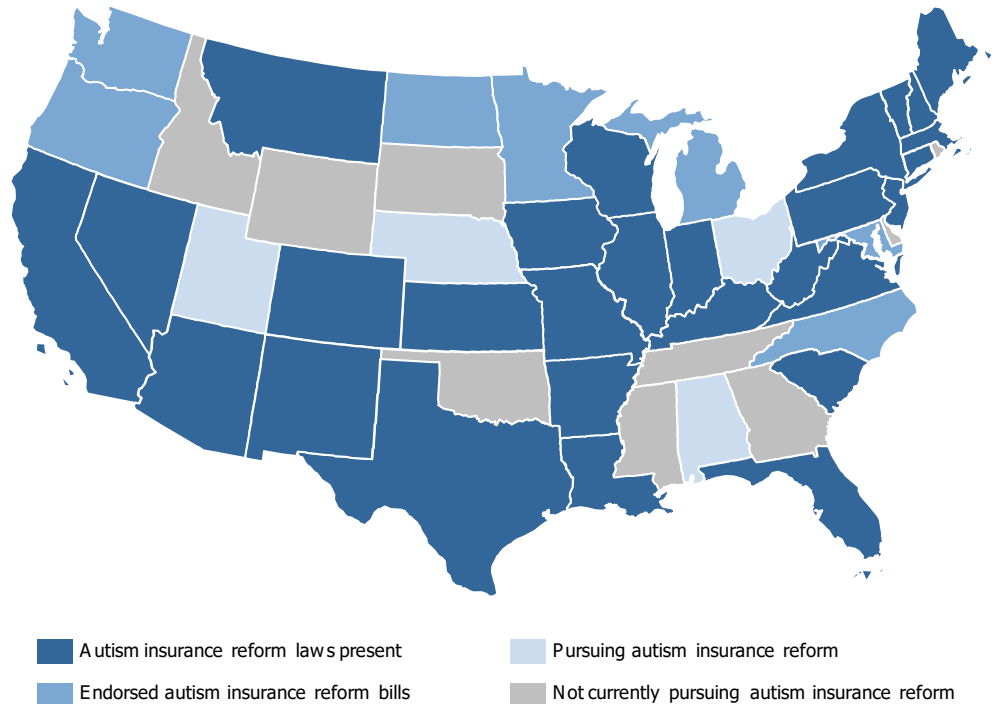 Autism insurance reform laws present
Pursuing autism insurance reform
Endorsed autism insurance reform bills
Not currently pursuing autism insurance reform